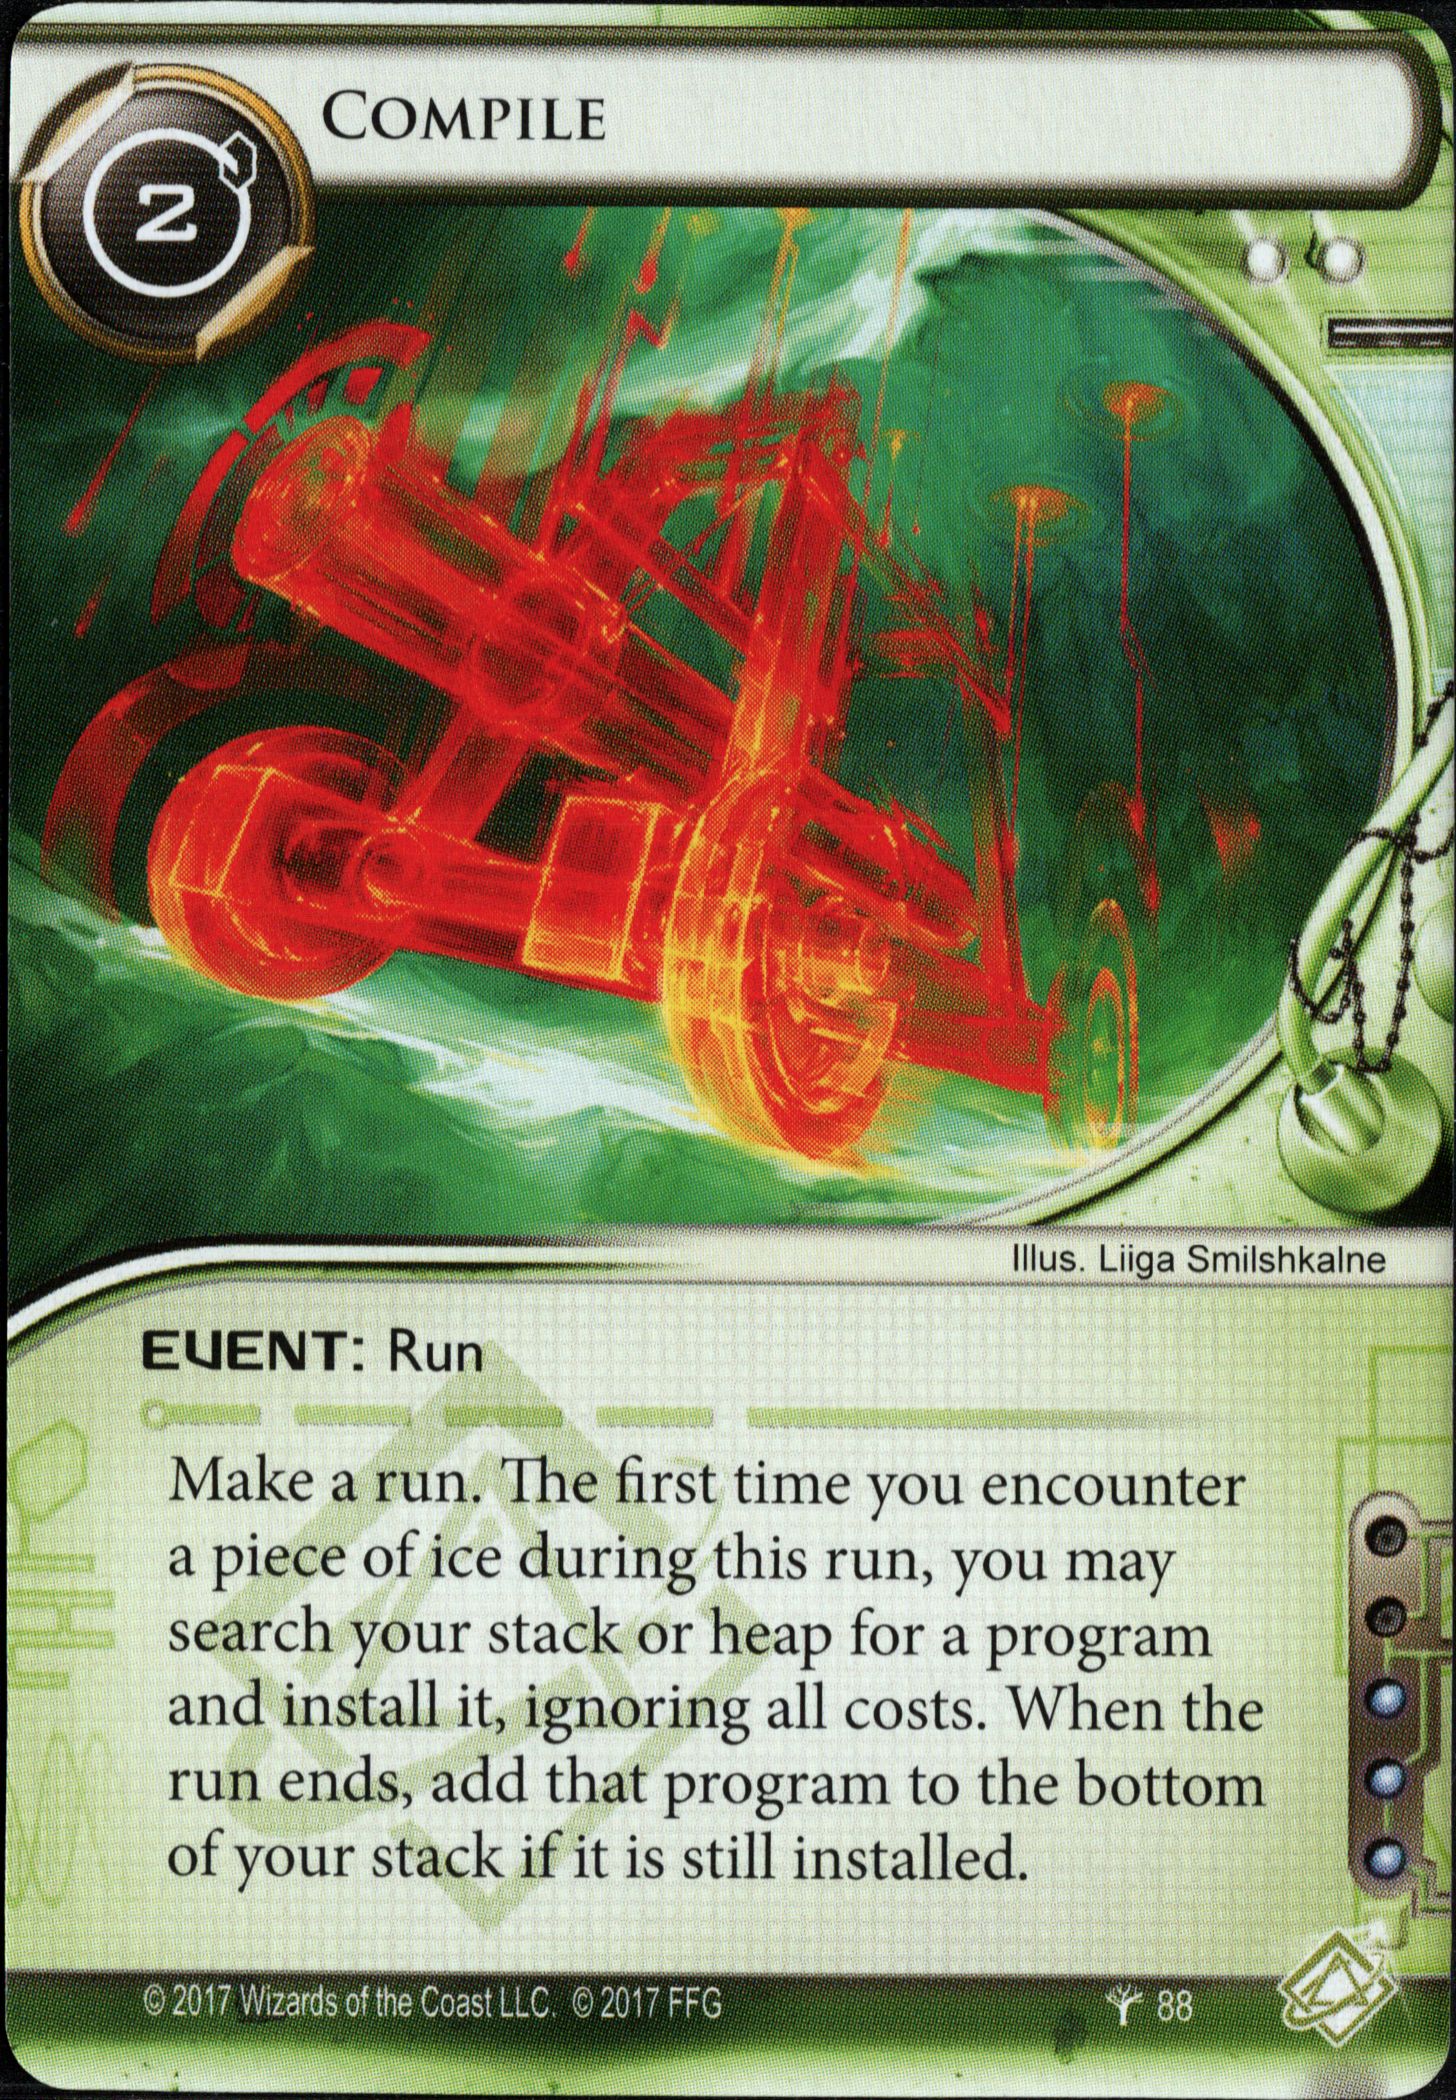 Compile
2
Illus. Liiga Smilshkalne
EVENT: Run
Make a run. The first time you encounter
a piece of ice during this run, you may
search your stack or heap for a program
and install it, ignoring all costs. When the
run ends, add that program to the bottom
of your stack if it is still installed.
© 2017 Wizards of the Coast LLC. © 2017 FFG
88